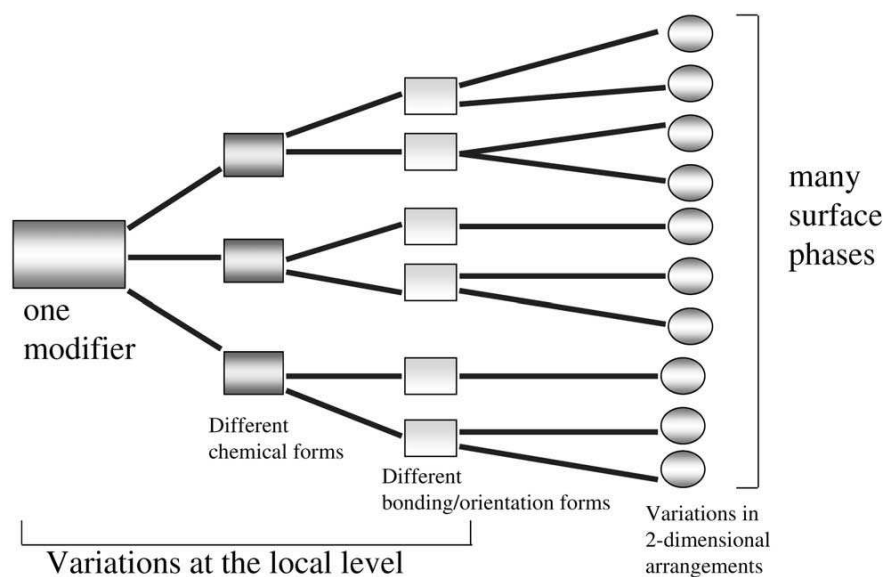 many
surface
phases
one
modifier
Different
chemical forms
Different
bonding/orientation forms
Variations in
2-dimensional
arrangements
Variations at the local level